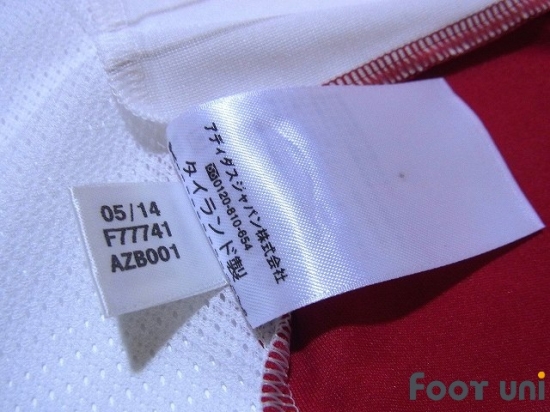 05/14
F77741
AZB001
アディダスジャパン株式会社
0120-810-654
タイランド製
Foot uni